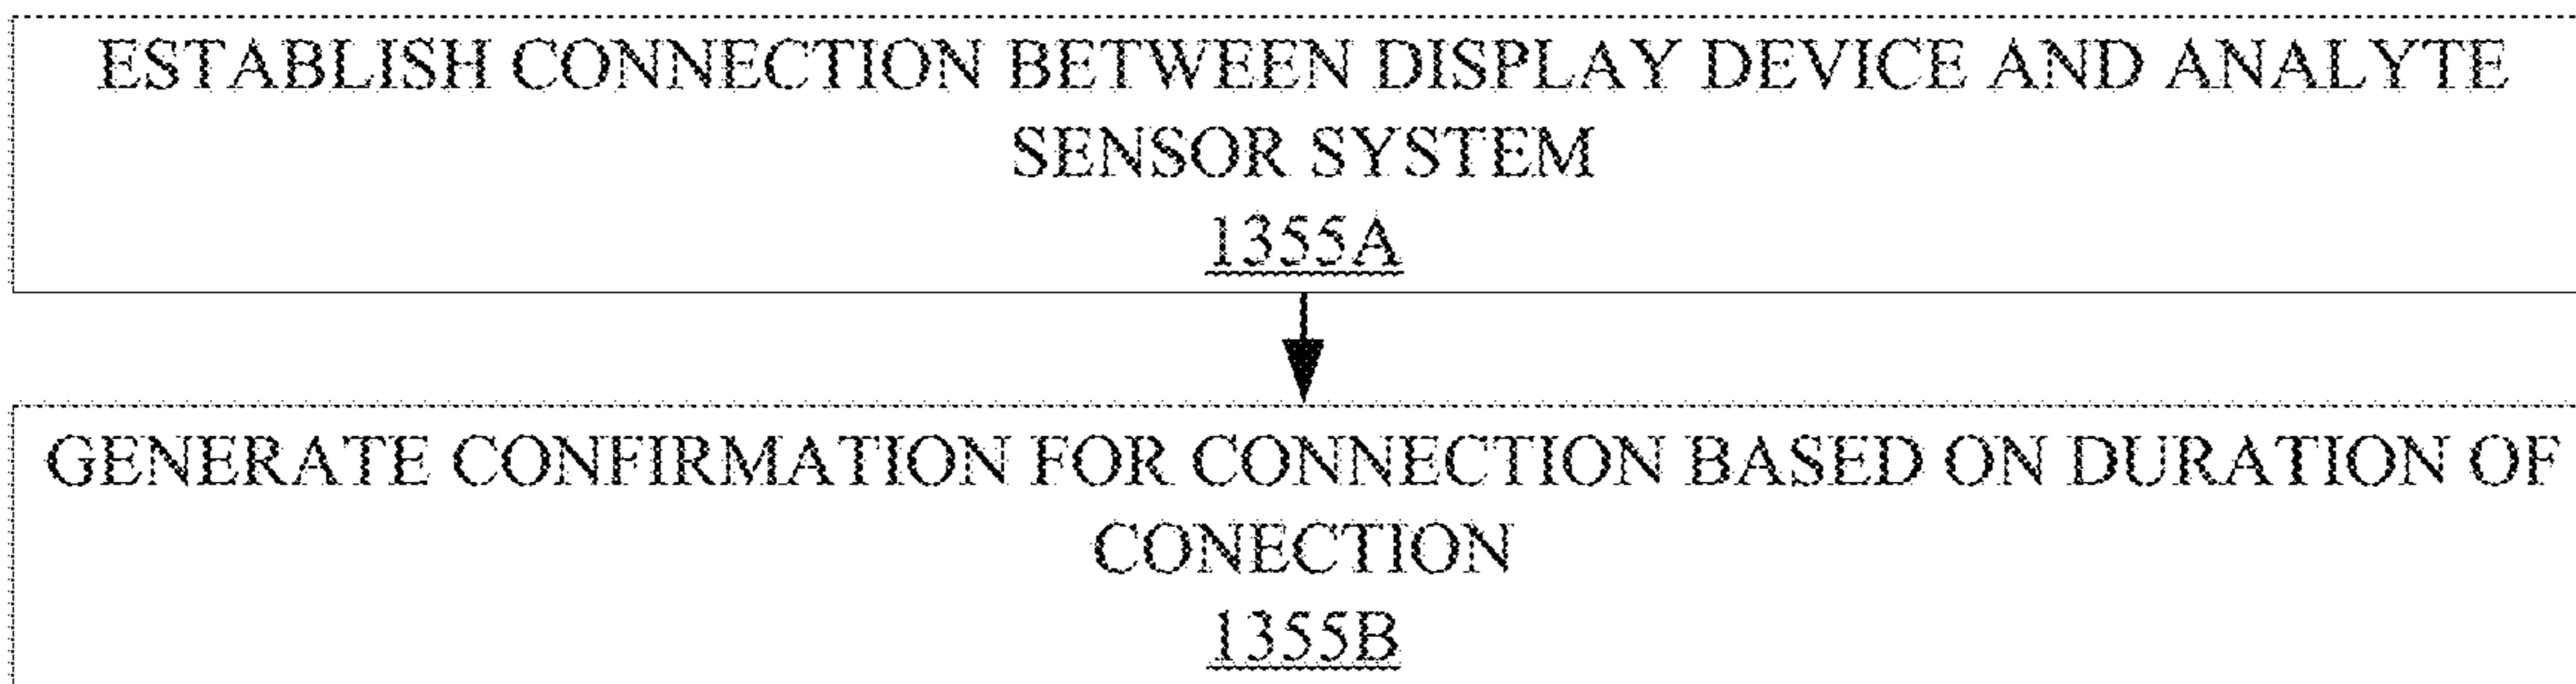 ESTABLISH CONNECTION BETWEEN DISPLAY DEVICE AND ANALYTE
SENSOR SYSTEM
1355A
GENERATE CONFIRMATION FOR CONNECTION BASED ON DURATION OF
CONECTION
1355B